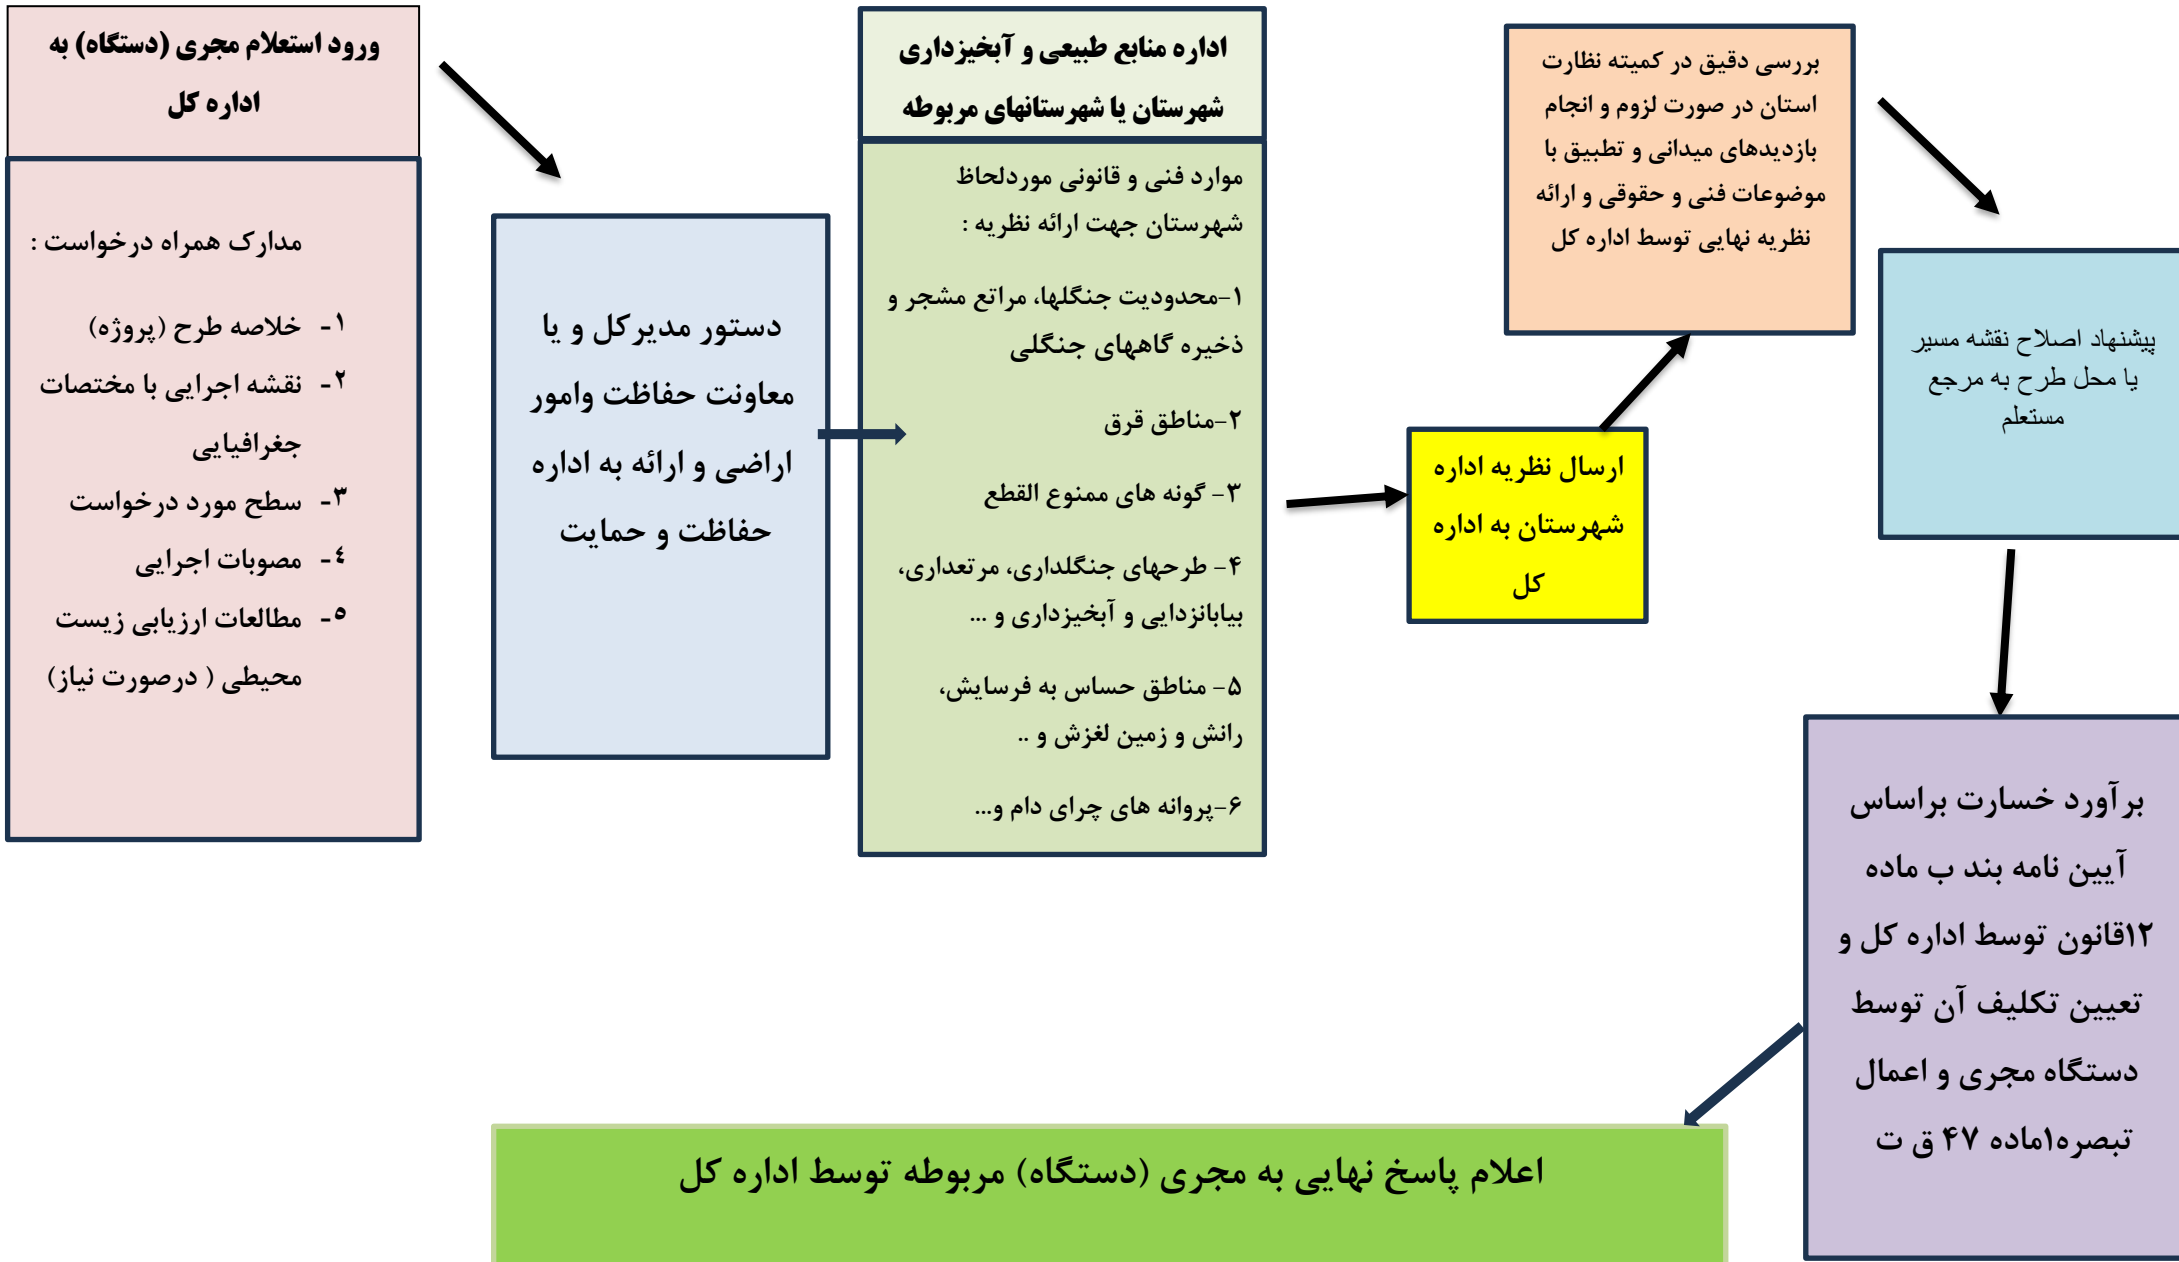 ورود استعلام مجری (دستگاه) به
اداره کل
مدارک همراه درخواست :
۱- خلاصه طرح (پروژه)
۲- نقشه اجرایی با مختصات
جغرافیایی
۳- سطح مورد درخواست
٤- مصوبات اجرایی
۵- مطالعات ارزیابی زیست
محیطی ( درصورت نیاز)
دستور مدیرکل و یا
معاونت حفاظت وامور
اراضی و ارائه به اداره
حفاظت و حمایت
اداره منابع طبیعی و آبخیزداری
شهرستان یا شهرستانهای مربوطه
موارد فنی و قانونی موردلحاظ
شهرستان جهت ارائه نظریه :
۱-محدودیت جنگلها، مراتع مشجر و
ذخیره گاههای جنگلی
۲-مناطق قرق
۳- گونه های ممنوع القطع
۴- طرحهای جنگلداری، مرتعداری،
بیابانزدایی و آبخیزداری و ...
۵- مناطق حساس به فرسایش،
رانش و زمین لغزش و ..
۶-پروانه های چرای دام و...
ارسال نظریه اداره
شهرستان به اداره
کل
بررسی دقیق در کمیته نظارت
استان در صورت لزوم و انجام
بازدیدهای میدانی و تطبیق با
موضوعات فنی و حقوقی و ارائه
نظریه نهایی توسط اداره کل
پیشنهاد اصلاح نقشه مسیر
یا محل طرح به مرجع
مستعلم
برآورد خسارت براساس
آیین نامه بند ب ماده
۱۲قانون توسط اداره کل و
تعیین تکلیف آن توسط
دستگاه مجری و اعمال
تبصره۱ماده ۴۷ ق ت
اعلام پاسخ نهایی به مجری (دستگاه) مربوطه توسط اداره کل